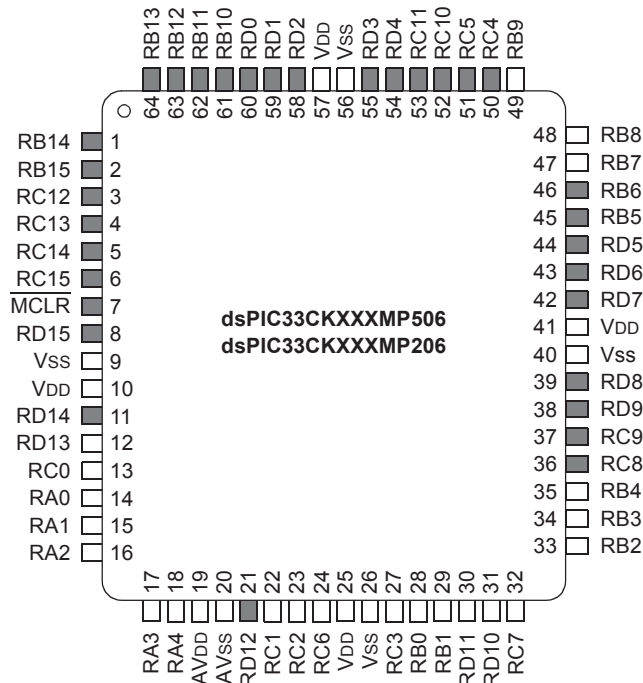 RB13 RB12 RB11 RB10 RD0 RD1 RD2 VDD VSS RD3 RD4 RC11 RC10 RC5 RC4 RB9
64 63 62 61 60 59 58 57 56 55 54 53 52 51 50 49
RB14 1
RB15 2
RC12 3
RC13 4
RC14 5
RC15 6
MCLR 7
RD15 8
VSS 9
VDD 10
RD14 11
RD13 12
RC0 13
RA0 14
RA1 15
RA2 16
dsPIC33CKXXXMP506
dsPIC33CKXXXMP206
48 RB8
47 RB7
46 RB6
45 RB5
44 RD5
43 RD6
42 RD7
41 VDD
40 Vss
39 RD8
38 RD9
37 RC9
36 RC8
35 RB4
34 RB3
33 RB2
17 18 19 20 21 22 23 24 25 26 27 28 29 30 31 32
RA3 RA4 AVDD AVSS RD12 RC1 RC2 RC6 VDD VSS RC3 RB0 RB1 RD11 RD10 RC7